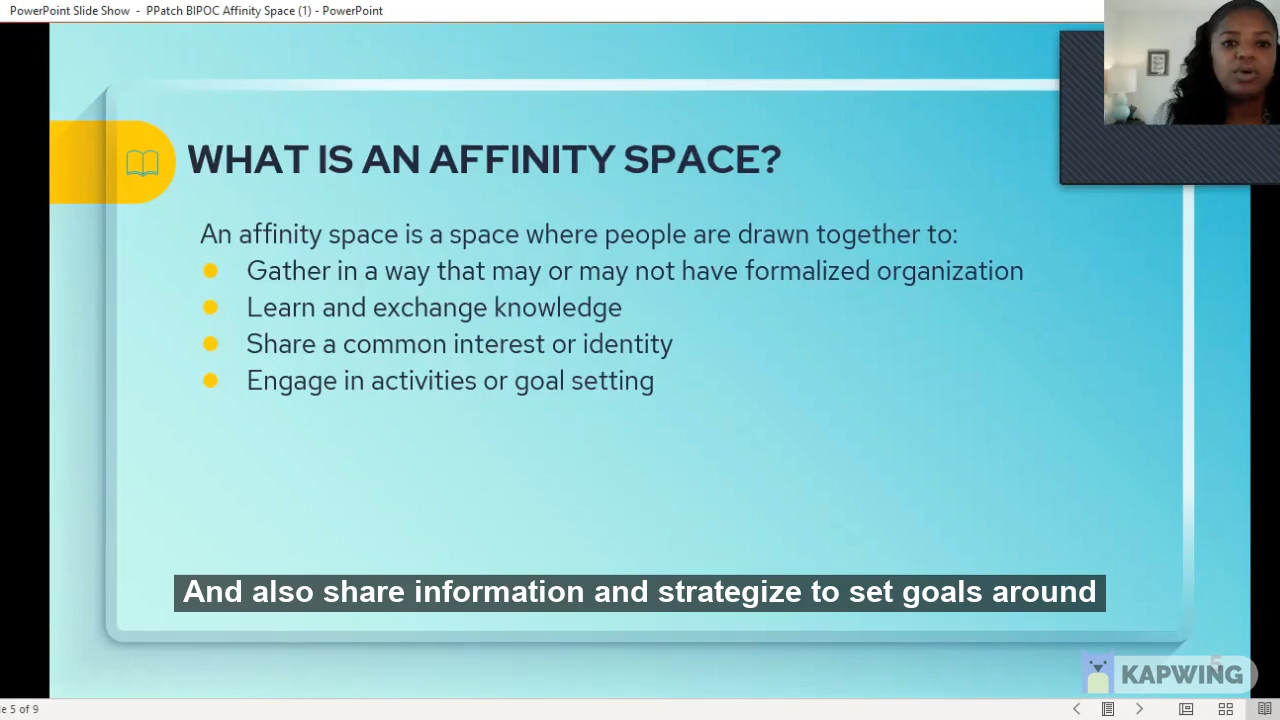 PowerPoint Slide Show - PPatch BIPOC Affinity Space (1) - PowerPoint
WHAT IS AN AFFINITY SPACE?
An affinity space is a space where people are drawn together to:
Gather in a way that may or may not have formalized organization
Learn and exchange knowledge
Share a common interest or identity
Engage in activities or goal setting
And also share information and strategize to set goals around
KAPWING
le 5 of 9